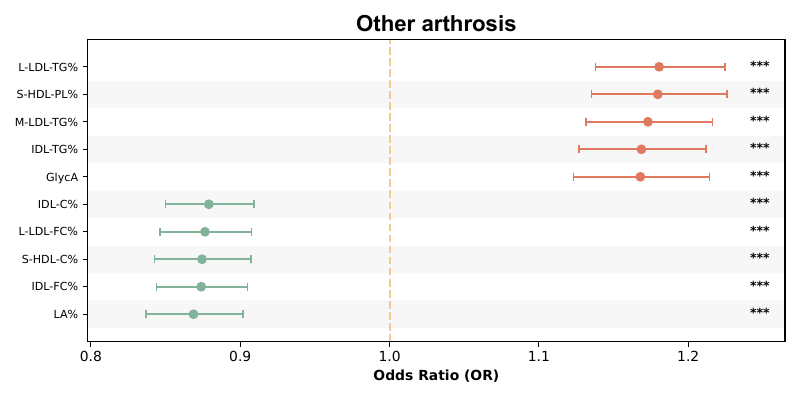 Other arthrosis
L-LDL-TG% ***
S-HDL-PL% ***
M-LDL-TG% ***
IDL-TG% ***
GlycA ***
IDL-C% ***
L-LDL-FC% ***
S-HDL-C% ***
IDL-FC% ***
LA% ***
0.8 0.9 1.0 1.1 1.2
Odds Ratio (OR)